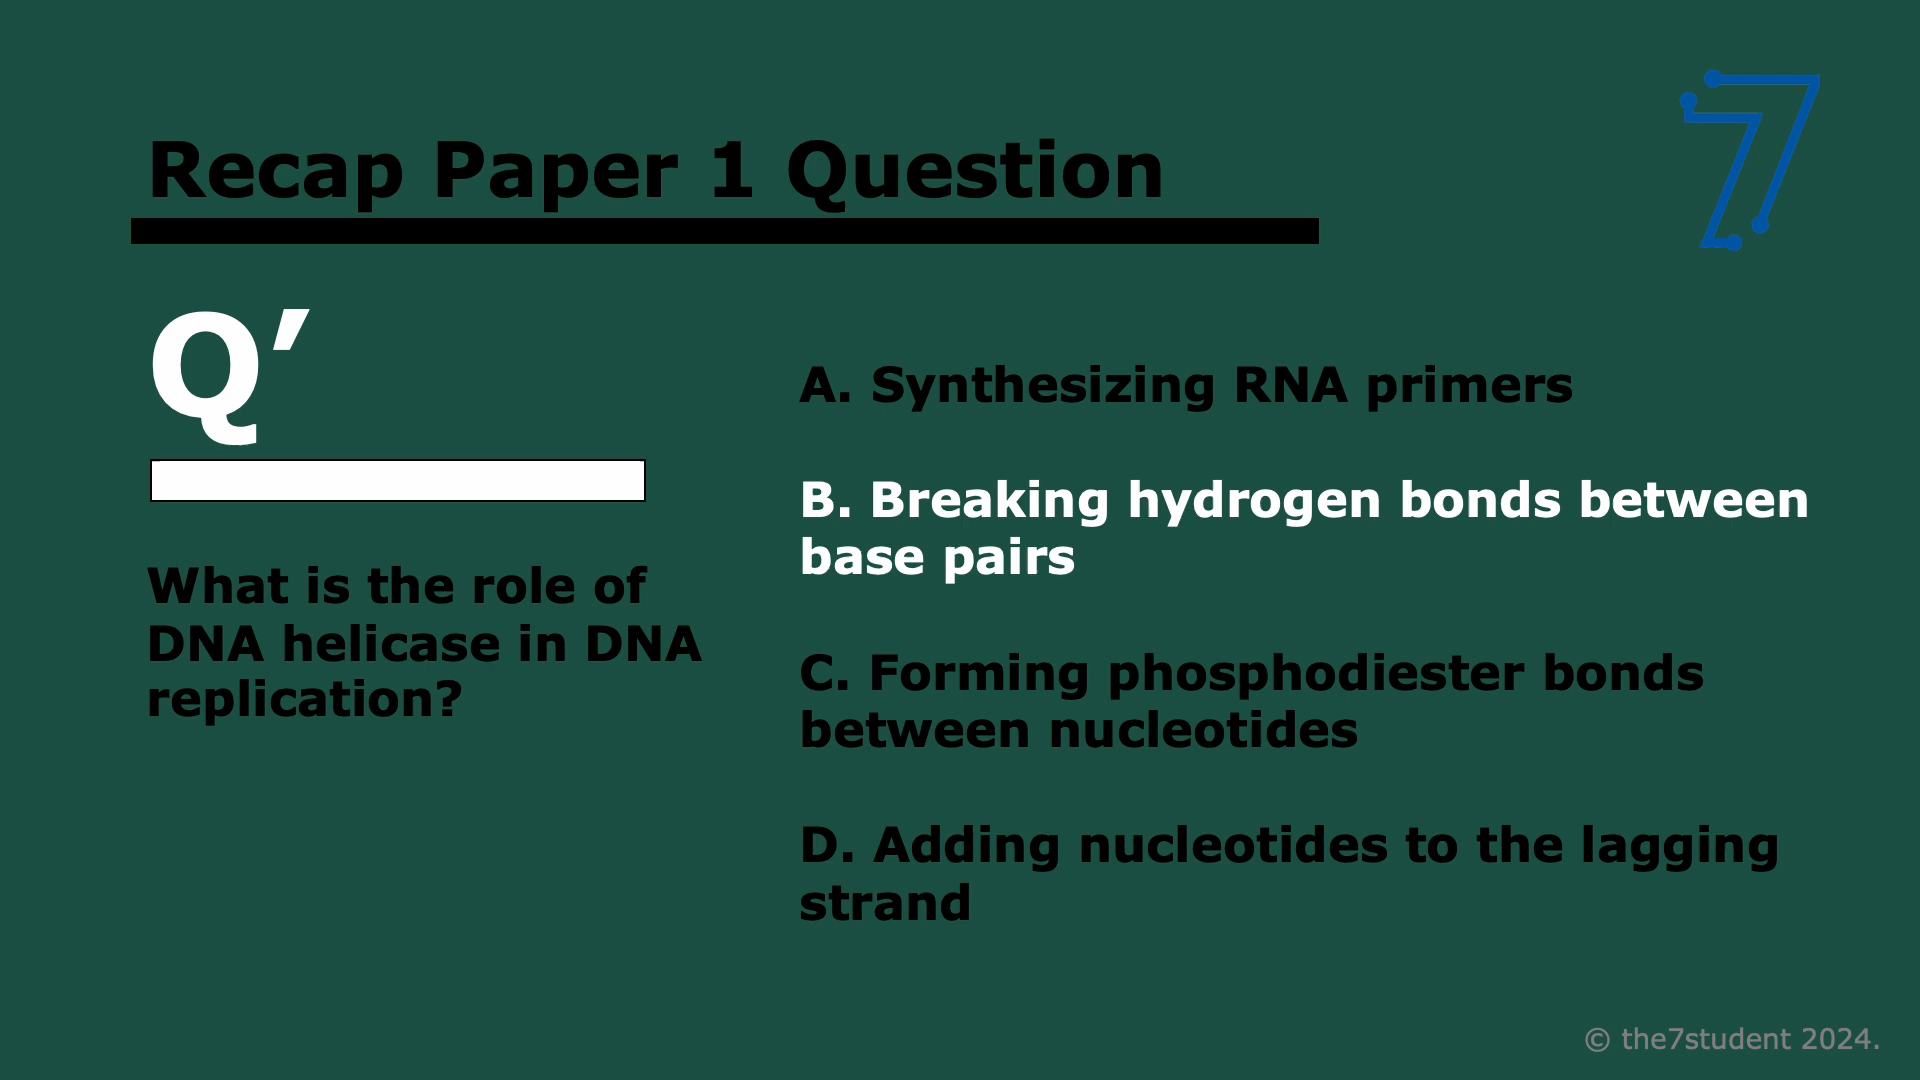 Recap Paper 1 Question
Q’
What is the role of
DNA helicase in DNA
replication?
A. Synthesizing RNA primers
B. Breaking hydrogen bonds between
base pairs
C. Forming phosphodiester bonds
between nucleotides
D. Adding nucleotides to the lagging
strand
© the7student 2024.